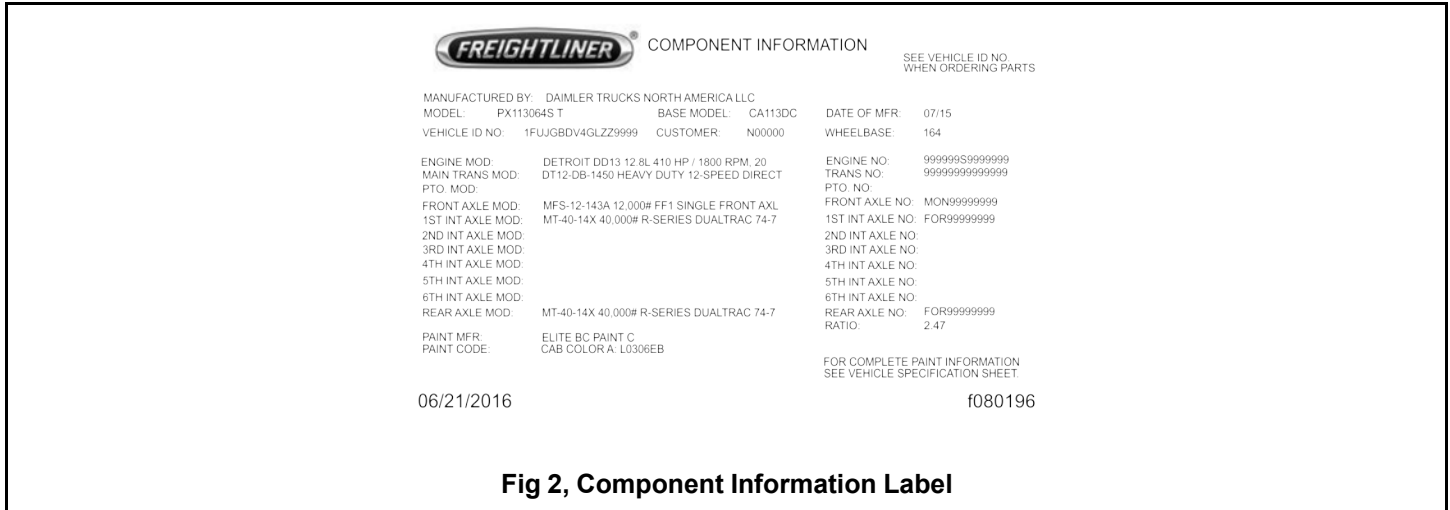 FREIGHTLINER® COMPONENT INFORMATION
SEE VEHICLE ID NO.
WHEN ORDERING PARTS
MANUFACTURED BY: DAIMLER TRUCKS NORTH AMERICA LLC
MODEL: PX113064S T BASE MODEL: CA113DC DATE OF MFR: 07/15
VEHICLE ID NO: 1FUJGBDV4GLZZ9999 CUSTOMER: N00000 WHEELBASE: 164
ENGINE MOD: DETROIT DD13 12.8L 410 HP / 1800 RPM, 20 ENGINE NO: 999999S9999999
MAIN TRANS MOD: DT12-DB-1450 HEAVY DUTY 12-SPEED DIRECT TRANS NO: 99999999999999
PTO. MOD: PTO. NO:
FRONT AXLE MOD: MFS-12-143A 12,000# FF1 SINGLE FRONT AXL FRONT AXLE NO: MON99999999
1ST INT AXLE MOD: MT-40-14X 40,000# R-SERIES DUALTRAC 74-7 1ST INT AXLE NO: FOR99999999
2ND INT AXLE MOD: 2ND INT AXLE NO:
3RD INT AXLE MOD: 3RD INT AXLE NO:
4TH INT AXLE MOD: 4TH INT AXLE NO:
5TH INT AXLE MOD: 5TH INT AXLE NO:
6TH INT AXLE MOD: 6TH INT AXLE NO:
REAR AXLE MOD: MT-40-14X 40,000# R-SERIES DUALTRAC 74-7 REAR AXLE NO: FOR99999999
RATIO: 2.47
PAINT MFR: ELITE BC PAINT C
PAINT CODE: CAB COLOR A: L0306EB
FOR COMPLETE PAINT INFORMATION
SEE VEHICLE SPECIFICATION SHEET.
06/21/2016 f080196
Fig 2, Component Information Label